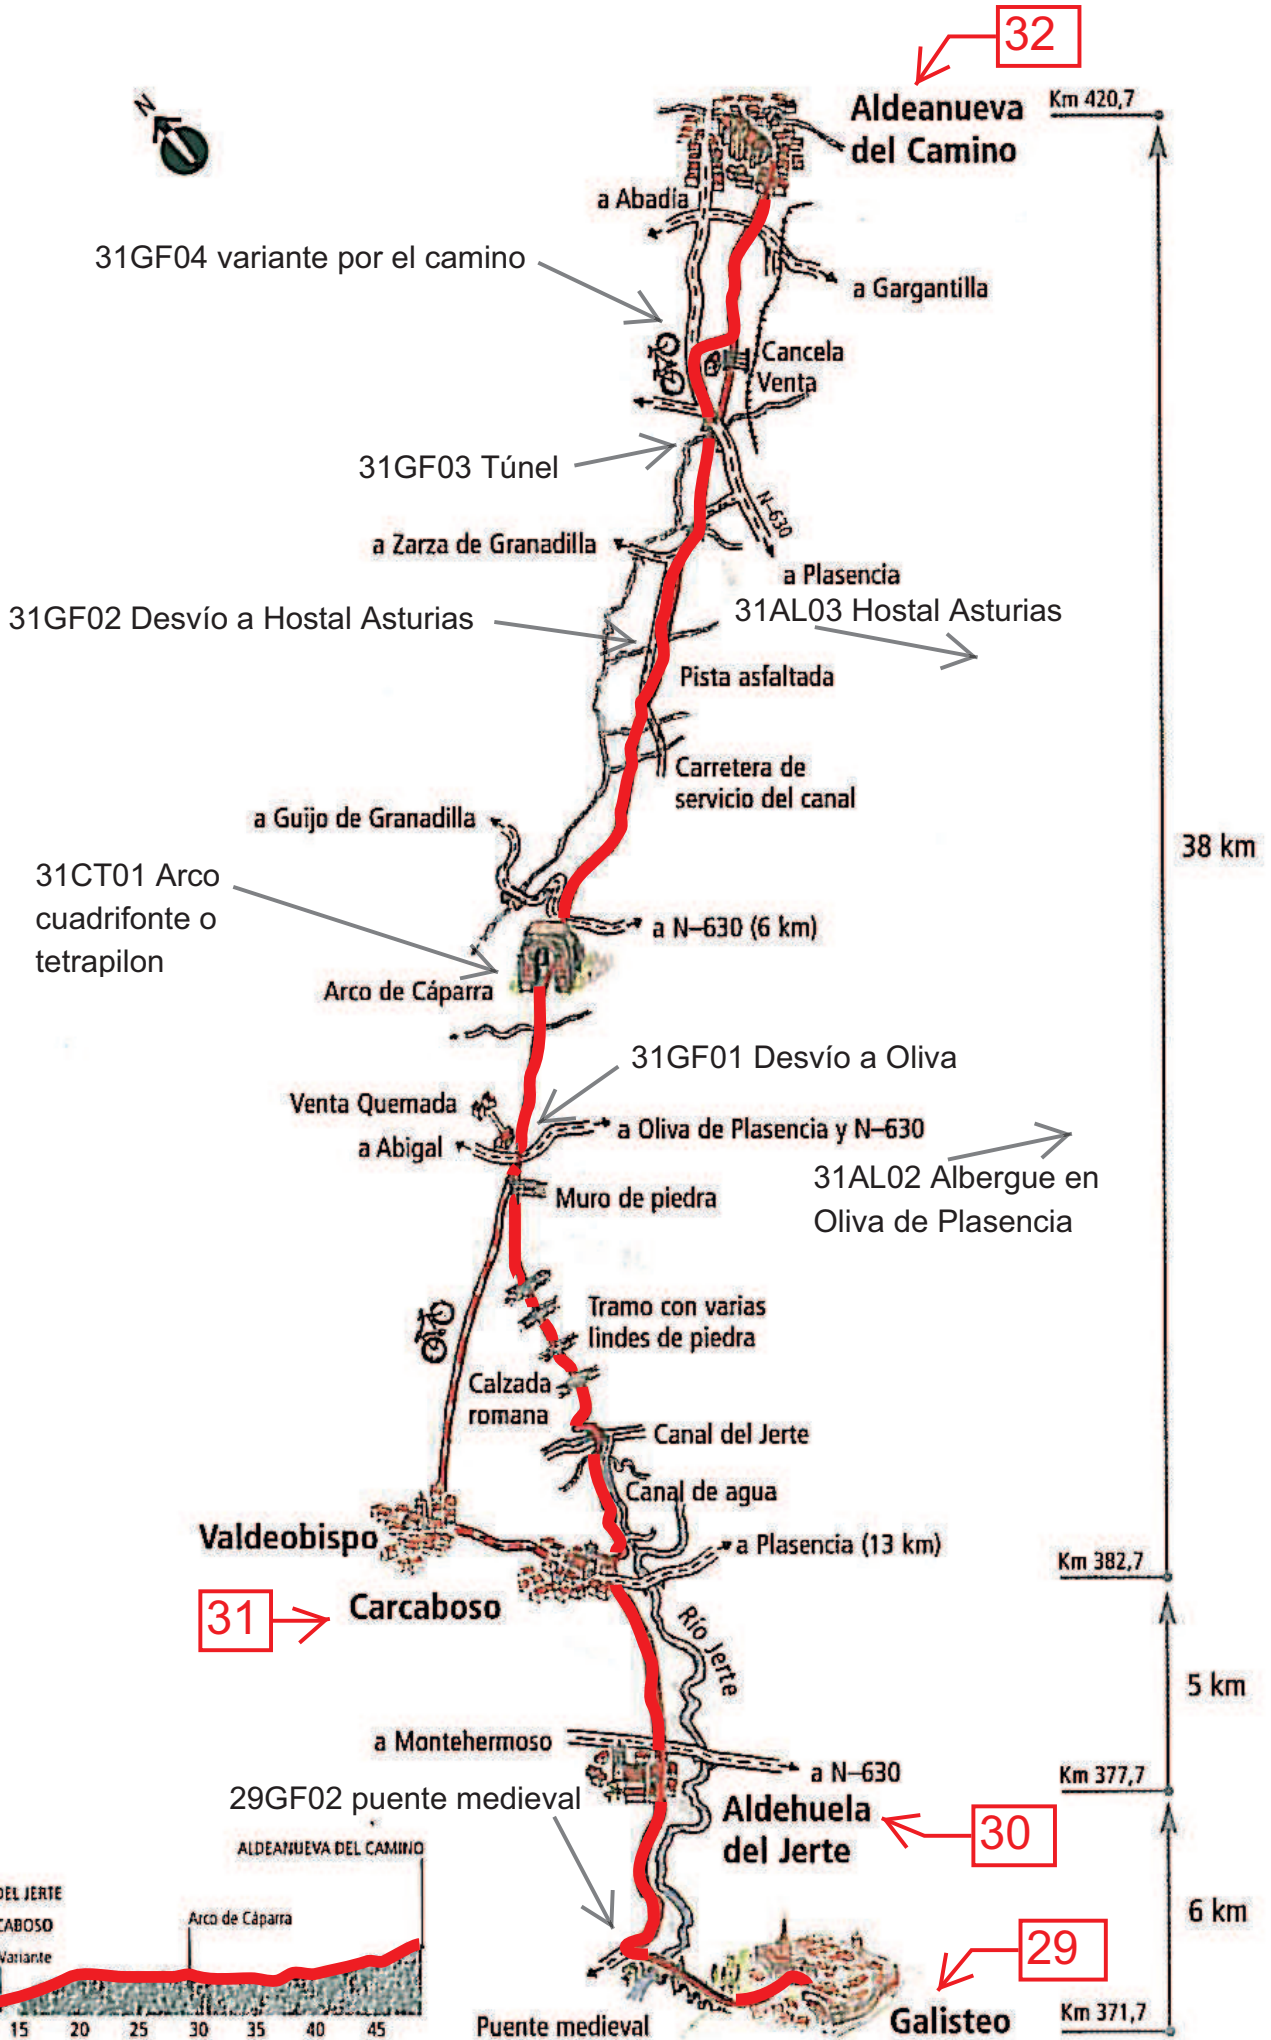 32
N
Aldeanueva
del Camino
Km 420,7
a Abadía
31GF04 variante por el camino
a Gargantilla
Cancela
Venta
31GF03 Túnel
N-630
a Zarza de Granadilla
a Plasencia
31GF02 Desvío a Hostal Asturias
31AL03 Hostal Asturias
Pista asfaltada
Carretera de
servicio del canal
a Guijo de Granadilla
38 km
31CT01 Arco
cuadrifonte o
tetrapilon
a N–630 (6 km)
Arco de Cáparra
31GF01 Desvío a Oliva
Venta Quemada
a Oliva de Plasencia y N–630
a Abigal
31AL02 Albergue en
Oliva de Plasencia
Muro de piedra
Tramo con varias
lindes de piedra
Calzada
romana
Canal del Jerte
Canal de agua
Valdeobispo
a Plasencia (13 km)
Km 382,7
31
Carcaboso
Río Jerte
5 km
a Montehermoso
a N–630
Km 377,7
29GF02 puente medieval
Aldehuela
del Jerte
30
ALDEANUEVA DEL CAMINO
DEL JERTE
CABOSO
Arco de Cáparra
Variante
6 km
29
Galisteo
Km 371,7
Puente medieval
15 20 25 30 35 40 45